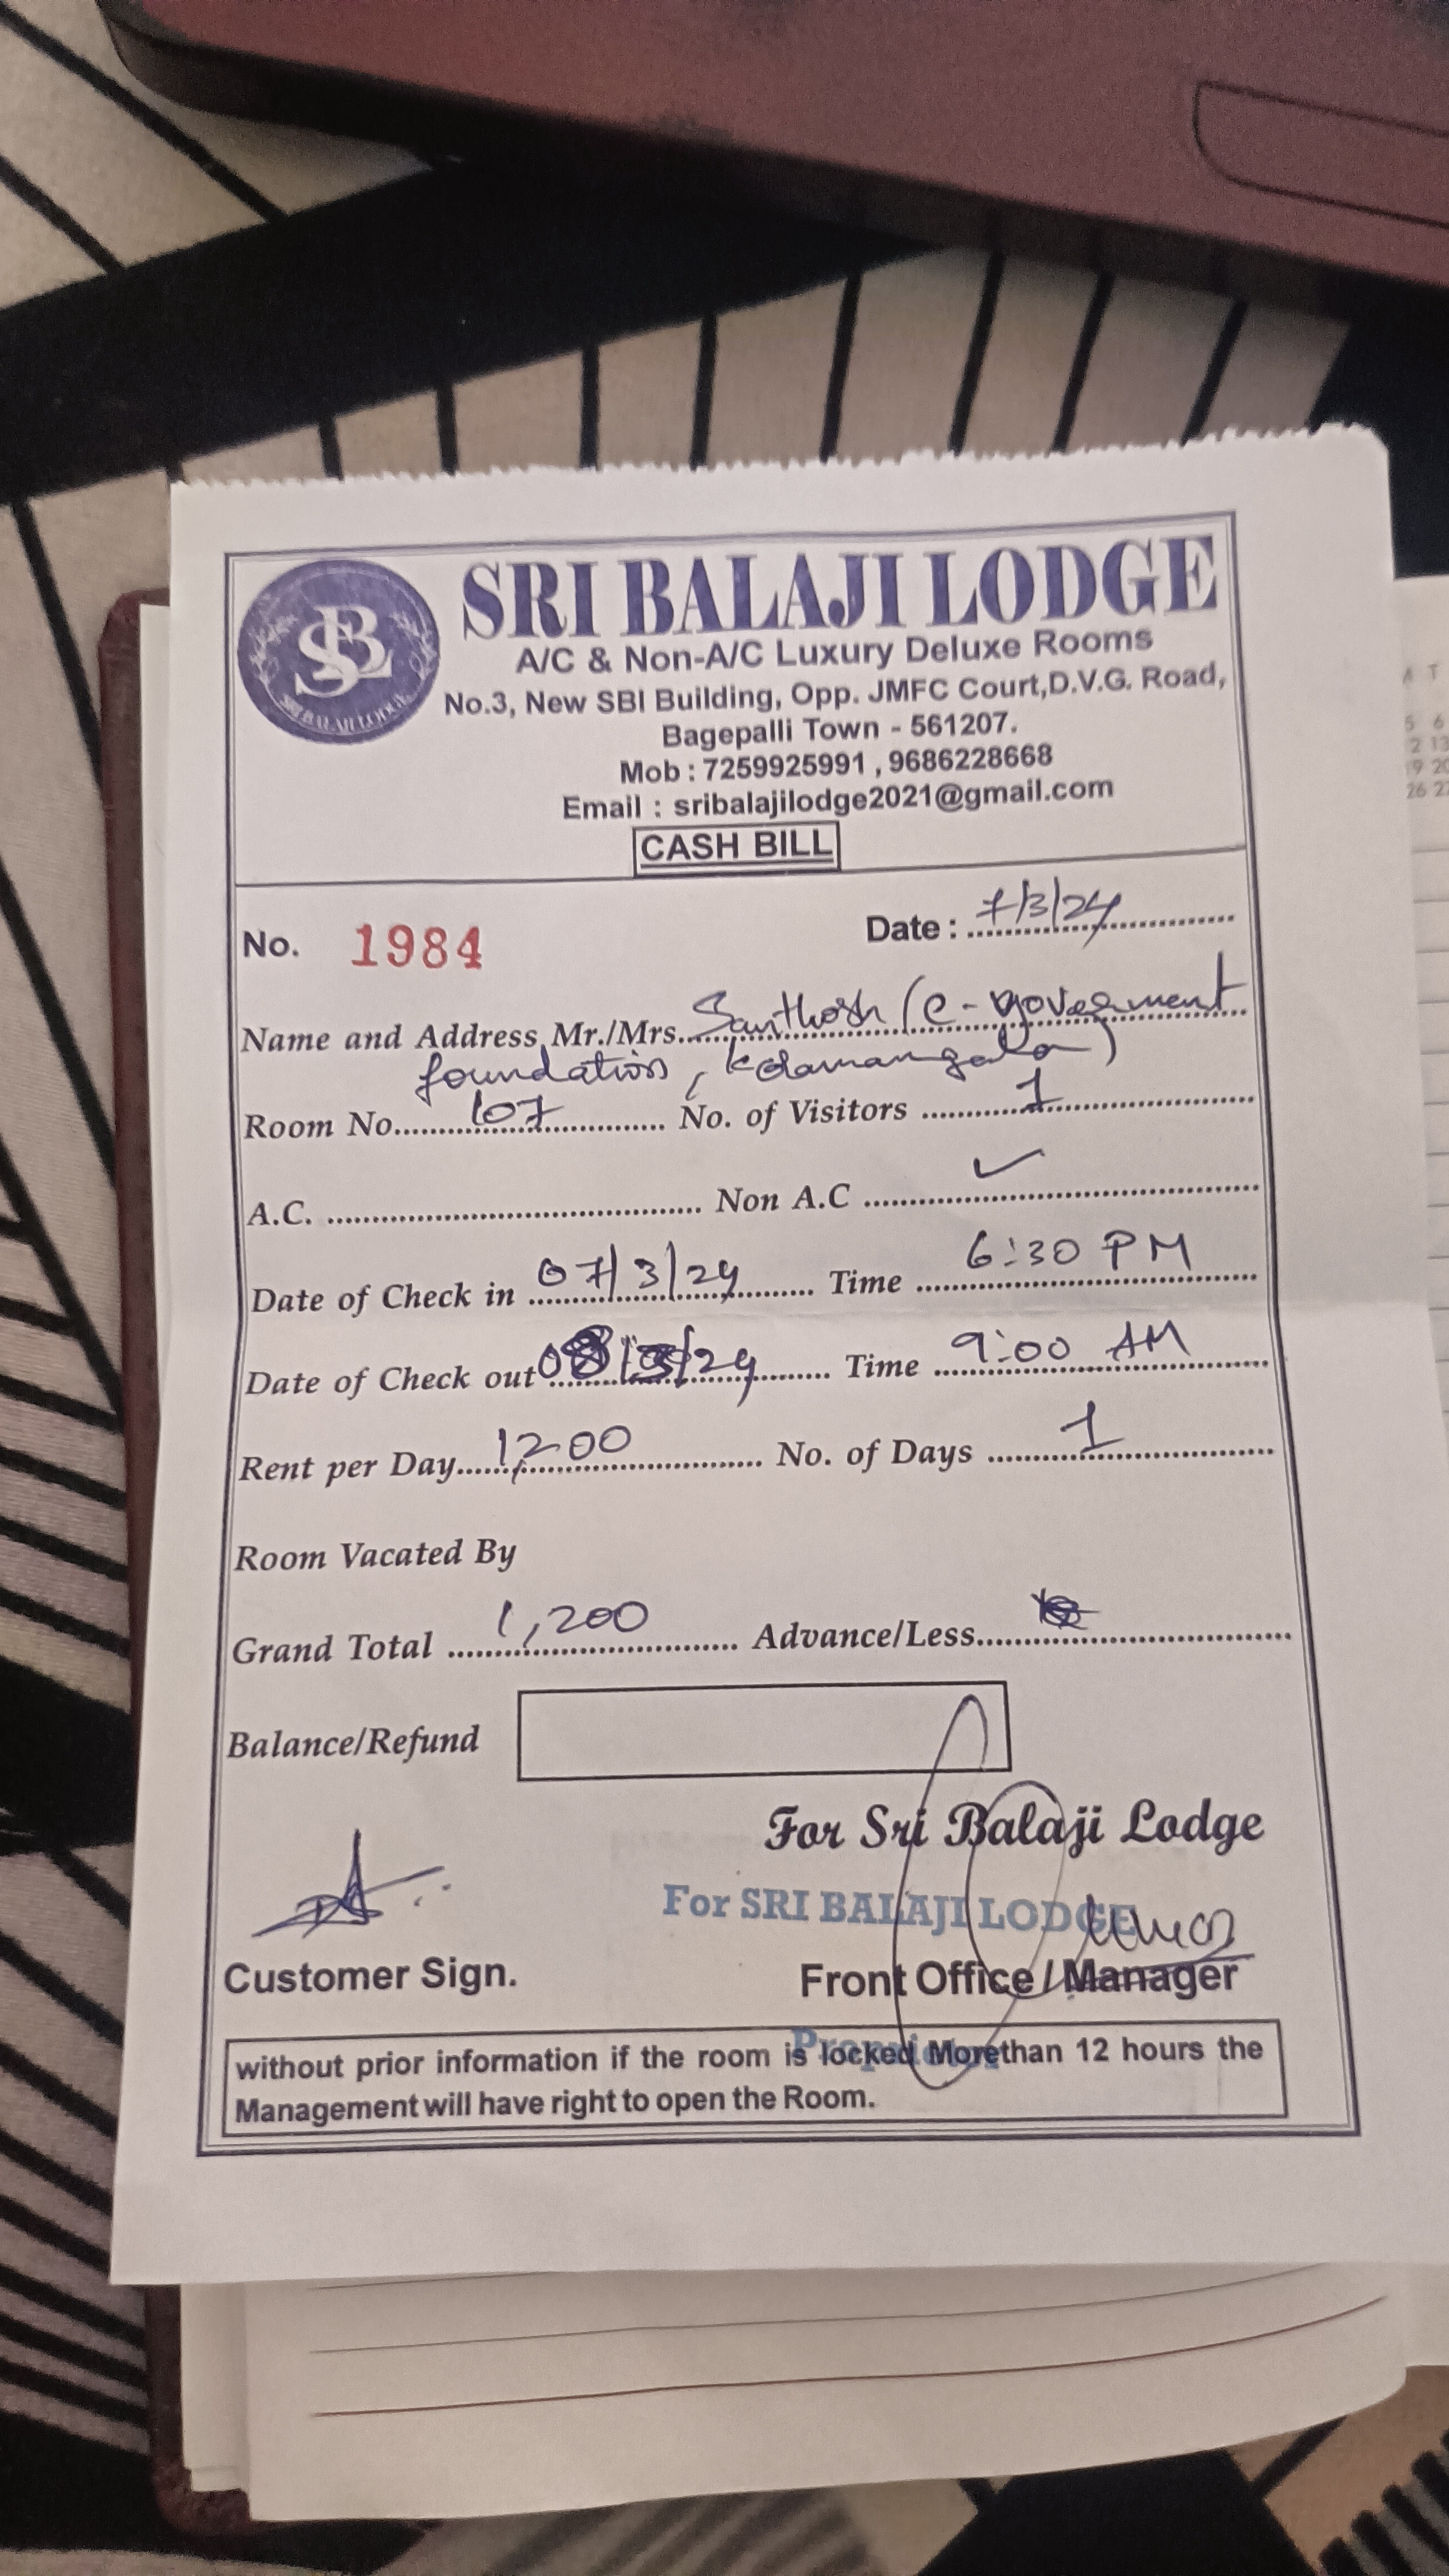 SRI BALAJI LODGE
SBL
SRI BALAJI LODGE
A/C & Non-A/C Luxury Deluxe Rooms
No.3, New SBI Building, Opp. JMFC Court,D.V.G. Road,
Bagepalli Town - 561207.
Mob : 7259925991 , 9686228668
Email : sribalajilodge2021@gmail.com
CASH BILL
No. 1984 Date : 7/3/24
Name and Address Mr./Mrs. Santhosh (e-government
foundation, koramangala)
Room No. 107 No. of Visitors 1
A.C. Non A.C ✓
Date of Check in 07/3/24 Time 6:30 PM
Date of Check out 08/3/24 Time 9:00 AM
Rent per Day 1,200 No. of Days 1
Room Vacated By
Grand Total 1,200 Advance/Less
Balance/Refund
For Sri Balaji Lodge
For SRI BALAJI LODGE
Customer Sign. Front Office / Manager
Proprietor
without prior information if the room is locked Morethan 12 hours the
Management will have right to open the Room.